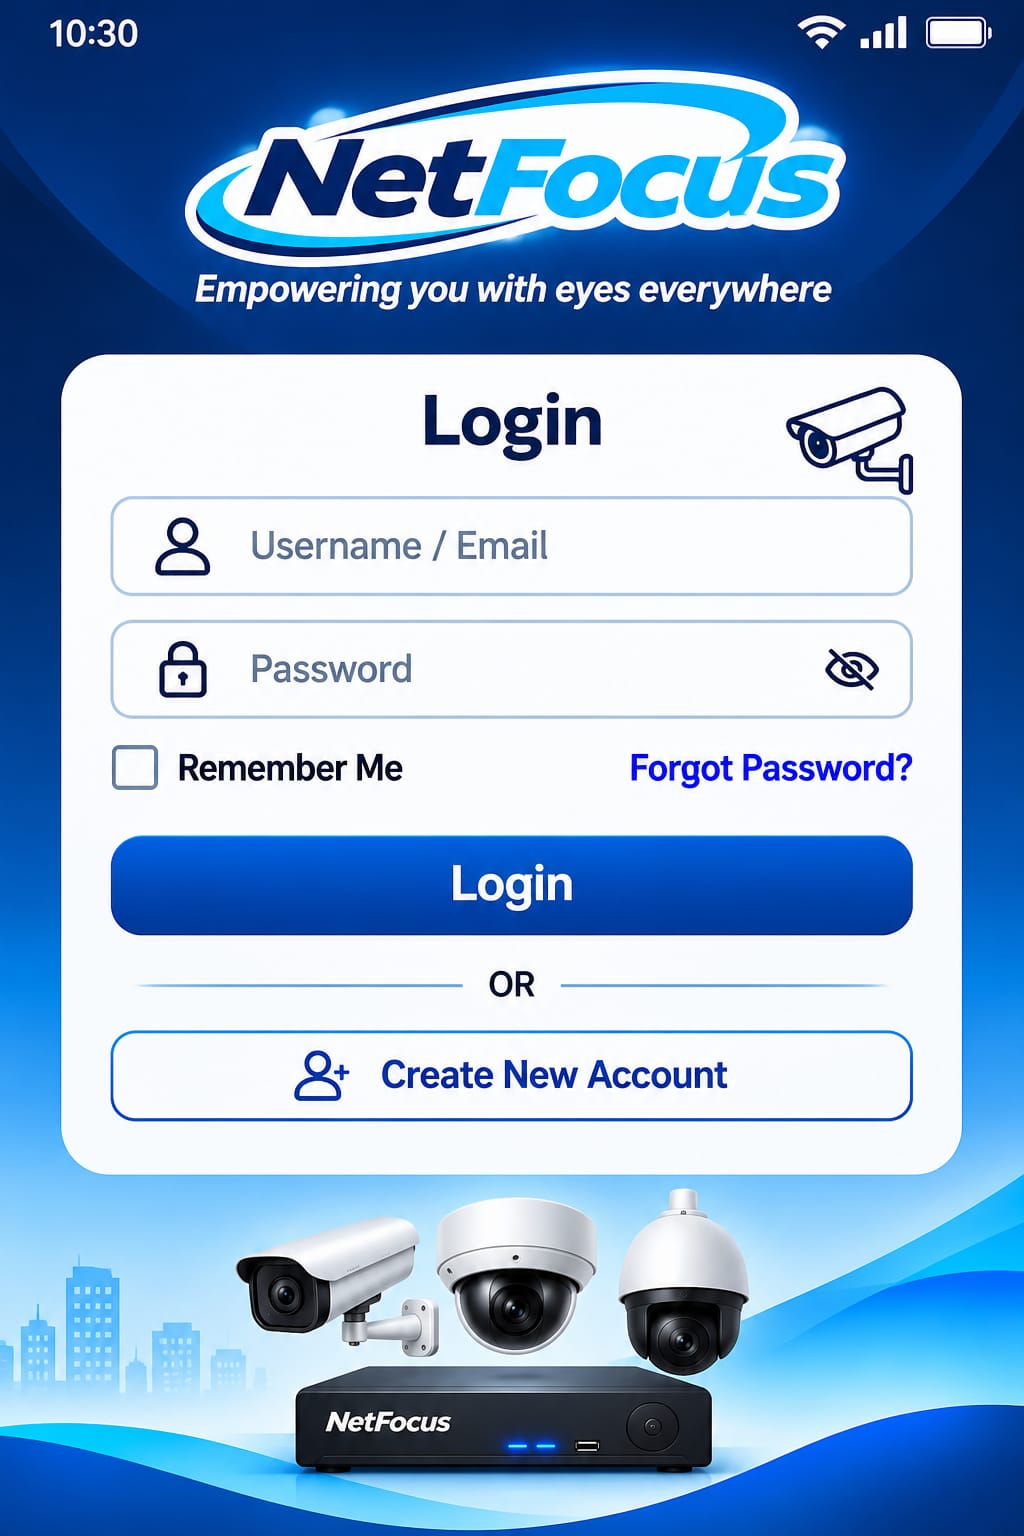 10:30
NetFocus
Empowering you with eyes everywhere
Login
Username / Email
Password
Remember Me
Forgot Password?
Login
OR
Create New Account
NetFocus